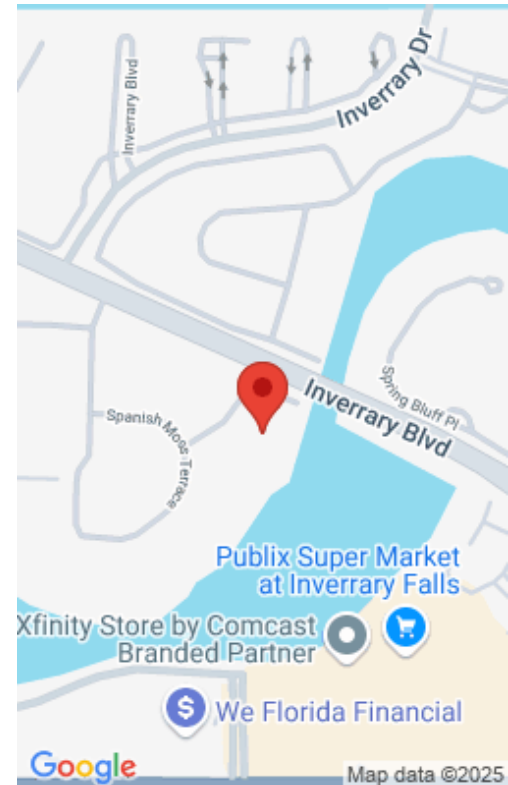 Inverrary Dr
Inverrary Blvd
Inverrary Blvd
Spring Bluff Pl
Spanish Moss Terrace
Publix Super Market
at Inverrary Falls
Xfinity Store by Comcast
Branded Partner
$ We Florida Financial
Google
Map data ©2025